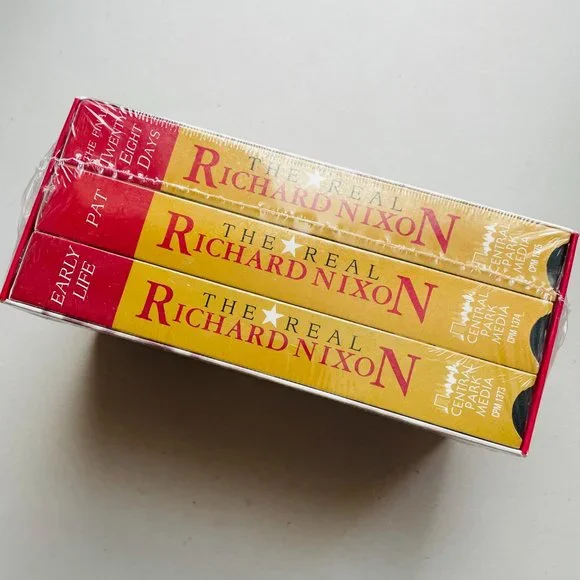 THE FINAL
TWENTY
EIGHT
DAYS
THE REAL
RICHARD NIXON
CENTRAL
PARK
MEDIA
PAT
THE REAL
RICHARD NIXON
CENTRAL
PARK
MEDIA
CPM 1374
EARLY
LIFE
THE REAL
RICHARD NIXON
CENTRAL
PARK
MEDIA
CPM 1373